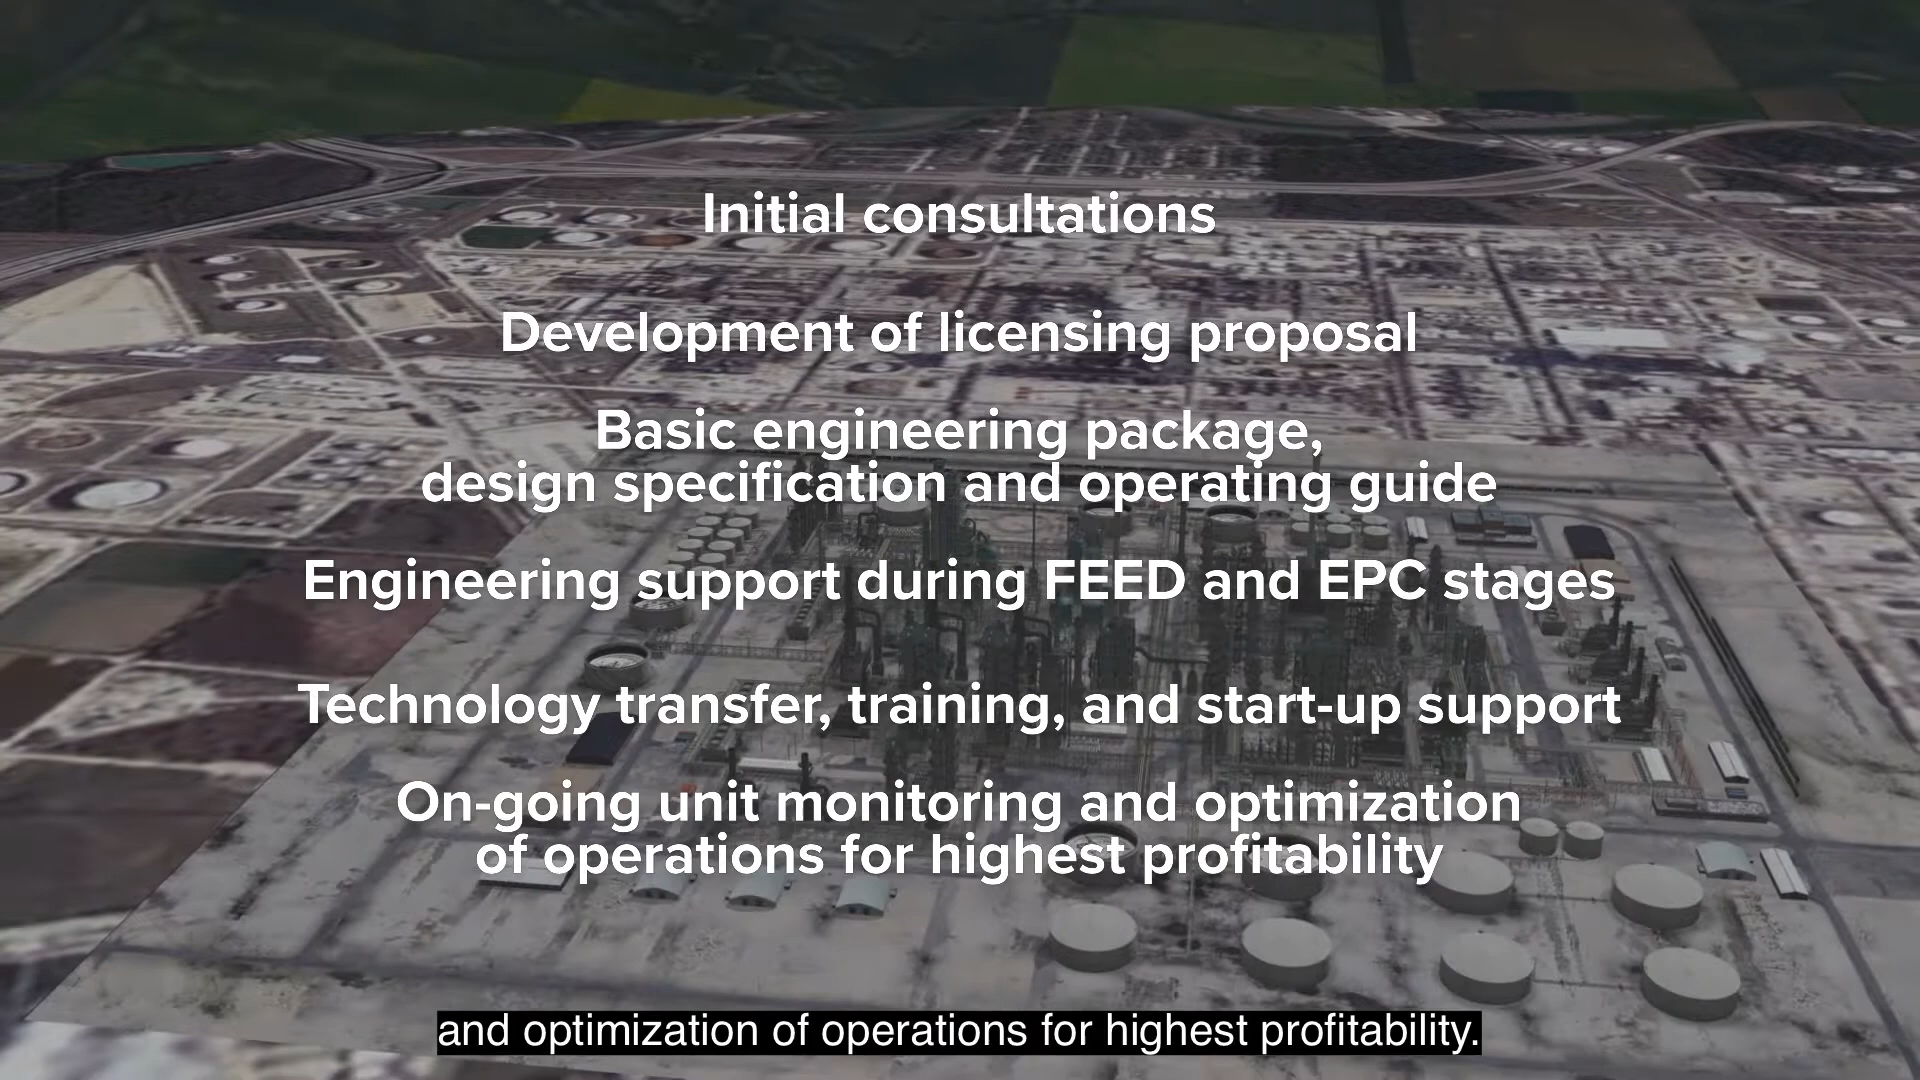 Initial consultations
Development of licensing proposal
Basic engineering package,
design specification and operating guide
Engineering support during FEED and EPC stages
Technology transfer, training, and start-up support
On-going unit monitoring and optimization
of operations for highest profitability
and optimization of operations for highest profitability.